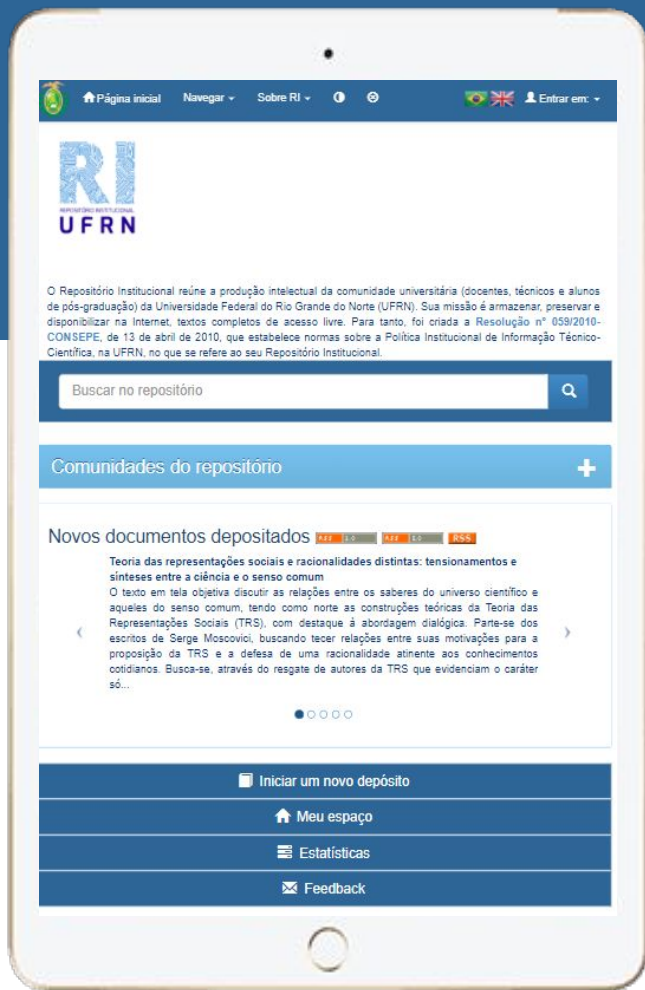 Página inicial Navegar Sobre RI Entrar em:
RI
REPOSITÓRIO INSTITUCIONAL
UFRN
O Repositório Institucional reúne a produção intelectual da comunidade universitária (docentes, técnicos e alunos
de pós-graduação) da Universidade Federal do Rio Grande do Norte (UFRN). Sua missão é armazenar, preservar e
disponibilizar na Internet, textos completos de acesso livre. Para tanto, foi criada a Resolução n° 059/2010-
CONSEPE, de 13 de abril de 2010, que estabelece normas sobre a Política Institucional de Informação Técnico-
Científica, na UFRN, no que se refere ao seu Repositório Institucional.
Buscar no repositório
Comunidades do repositório
Novos documentos depositados RSS 1.0 RSS 2.0 RSS
Teoria das representações sociais e racionalidades distintas: tensionamentos e
sínteses entre a ciência e o senso comum
O texto em tela objetiva discutir as relações entre os saberes do universo científico e
aqueles do senso comum, tendo como norte as construções teóricas da Teoria das
Representações Sociais (TRS), com destaque à abordagem dialógica. Parte-se dos
escritos de Serge Moscovici, buscando tecer relações entre suas motivações para a
proposição da TRS e a defesa de uma racionalidade atinente aos conhecimentos
cotidianos. Busca-se, através do resgate de autores da TRS que evidenciam o caráter
só...
Iniciar um novo depósito
Meu espaço
Estatísticas
Feedback